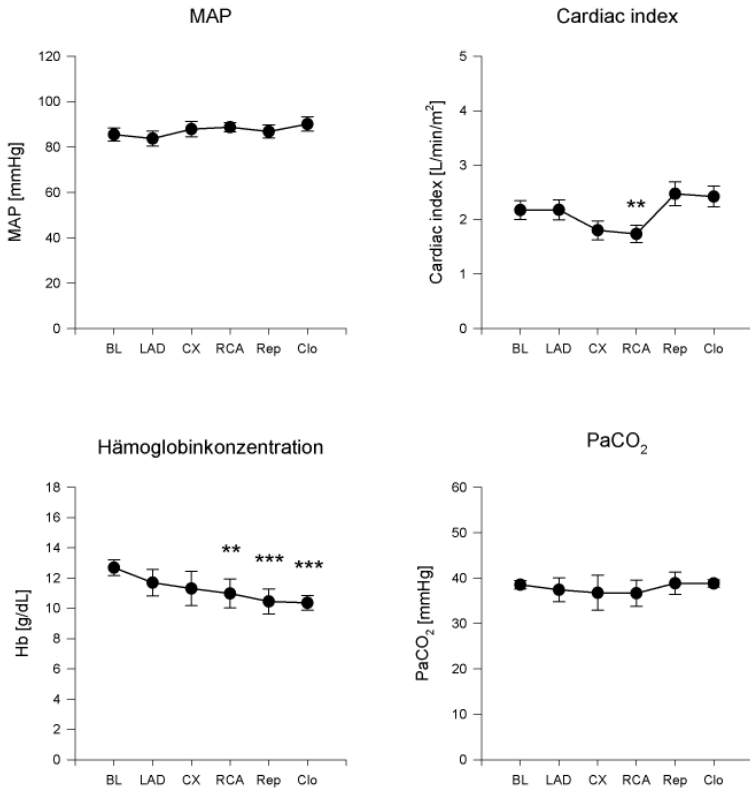 MAP
120
100
80
60
40
20
0
MAP [mmHg]
BL LAD CX RCA Rep Clo
Cardiac index
5
4
3
2
1
0
Cardiac index [L/min/m²]
**
BL LAD CX RCA Rep Clo
Hämoglobinkonzentration
18
16
14
12
10
8
6
4
2
0
Hb [g/dL]
** *** ***
BL LAD CX RCA Rep Clo
PaCO₂
60
50
40
30
20
10
0
PaCO₂ [mmHg]
BL LAD CX RCA Rep Clo